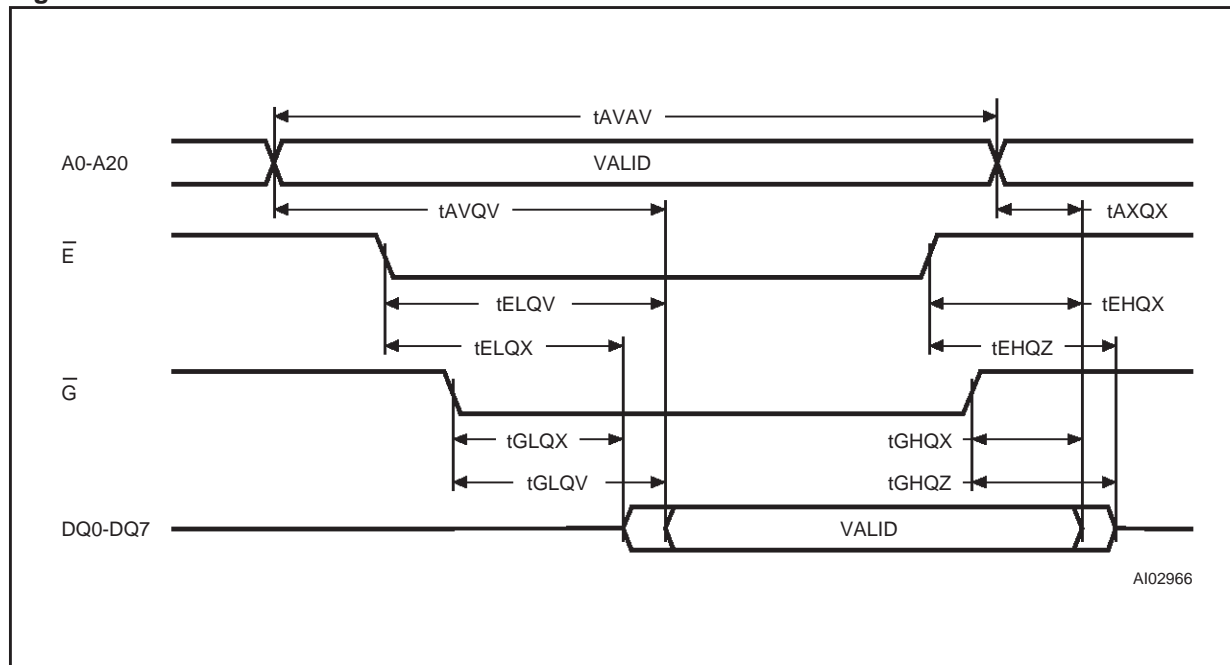 tAVAV
A0-A20
VALID
tAVQV
tAXQX
E
tELQV
tEHQX
tELQX
tEHQZ
G
tGLQX
tGHQX
tGLQV
tGHQZ
DQ0-DQ7
VALID
AI02966